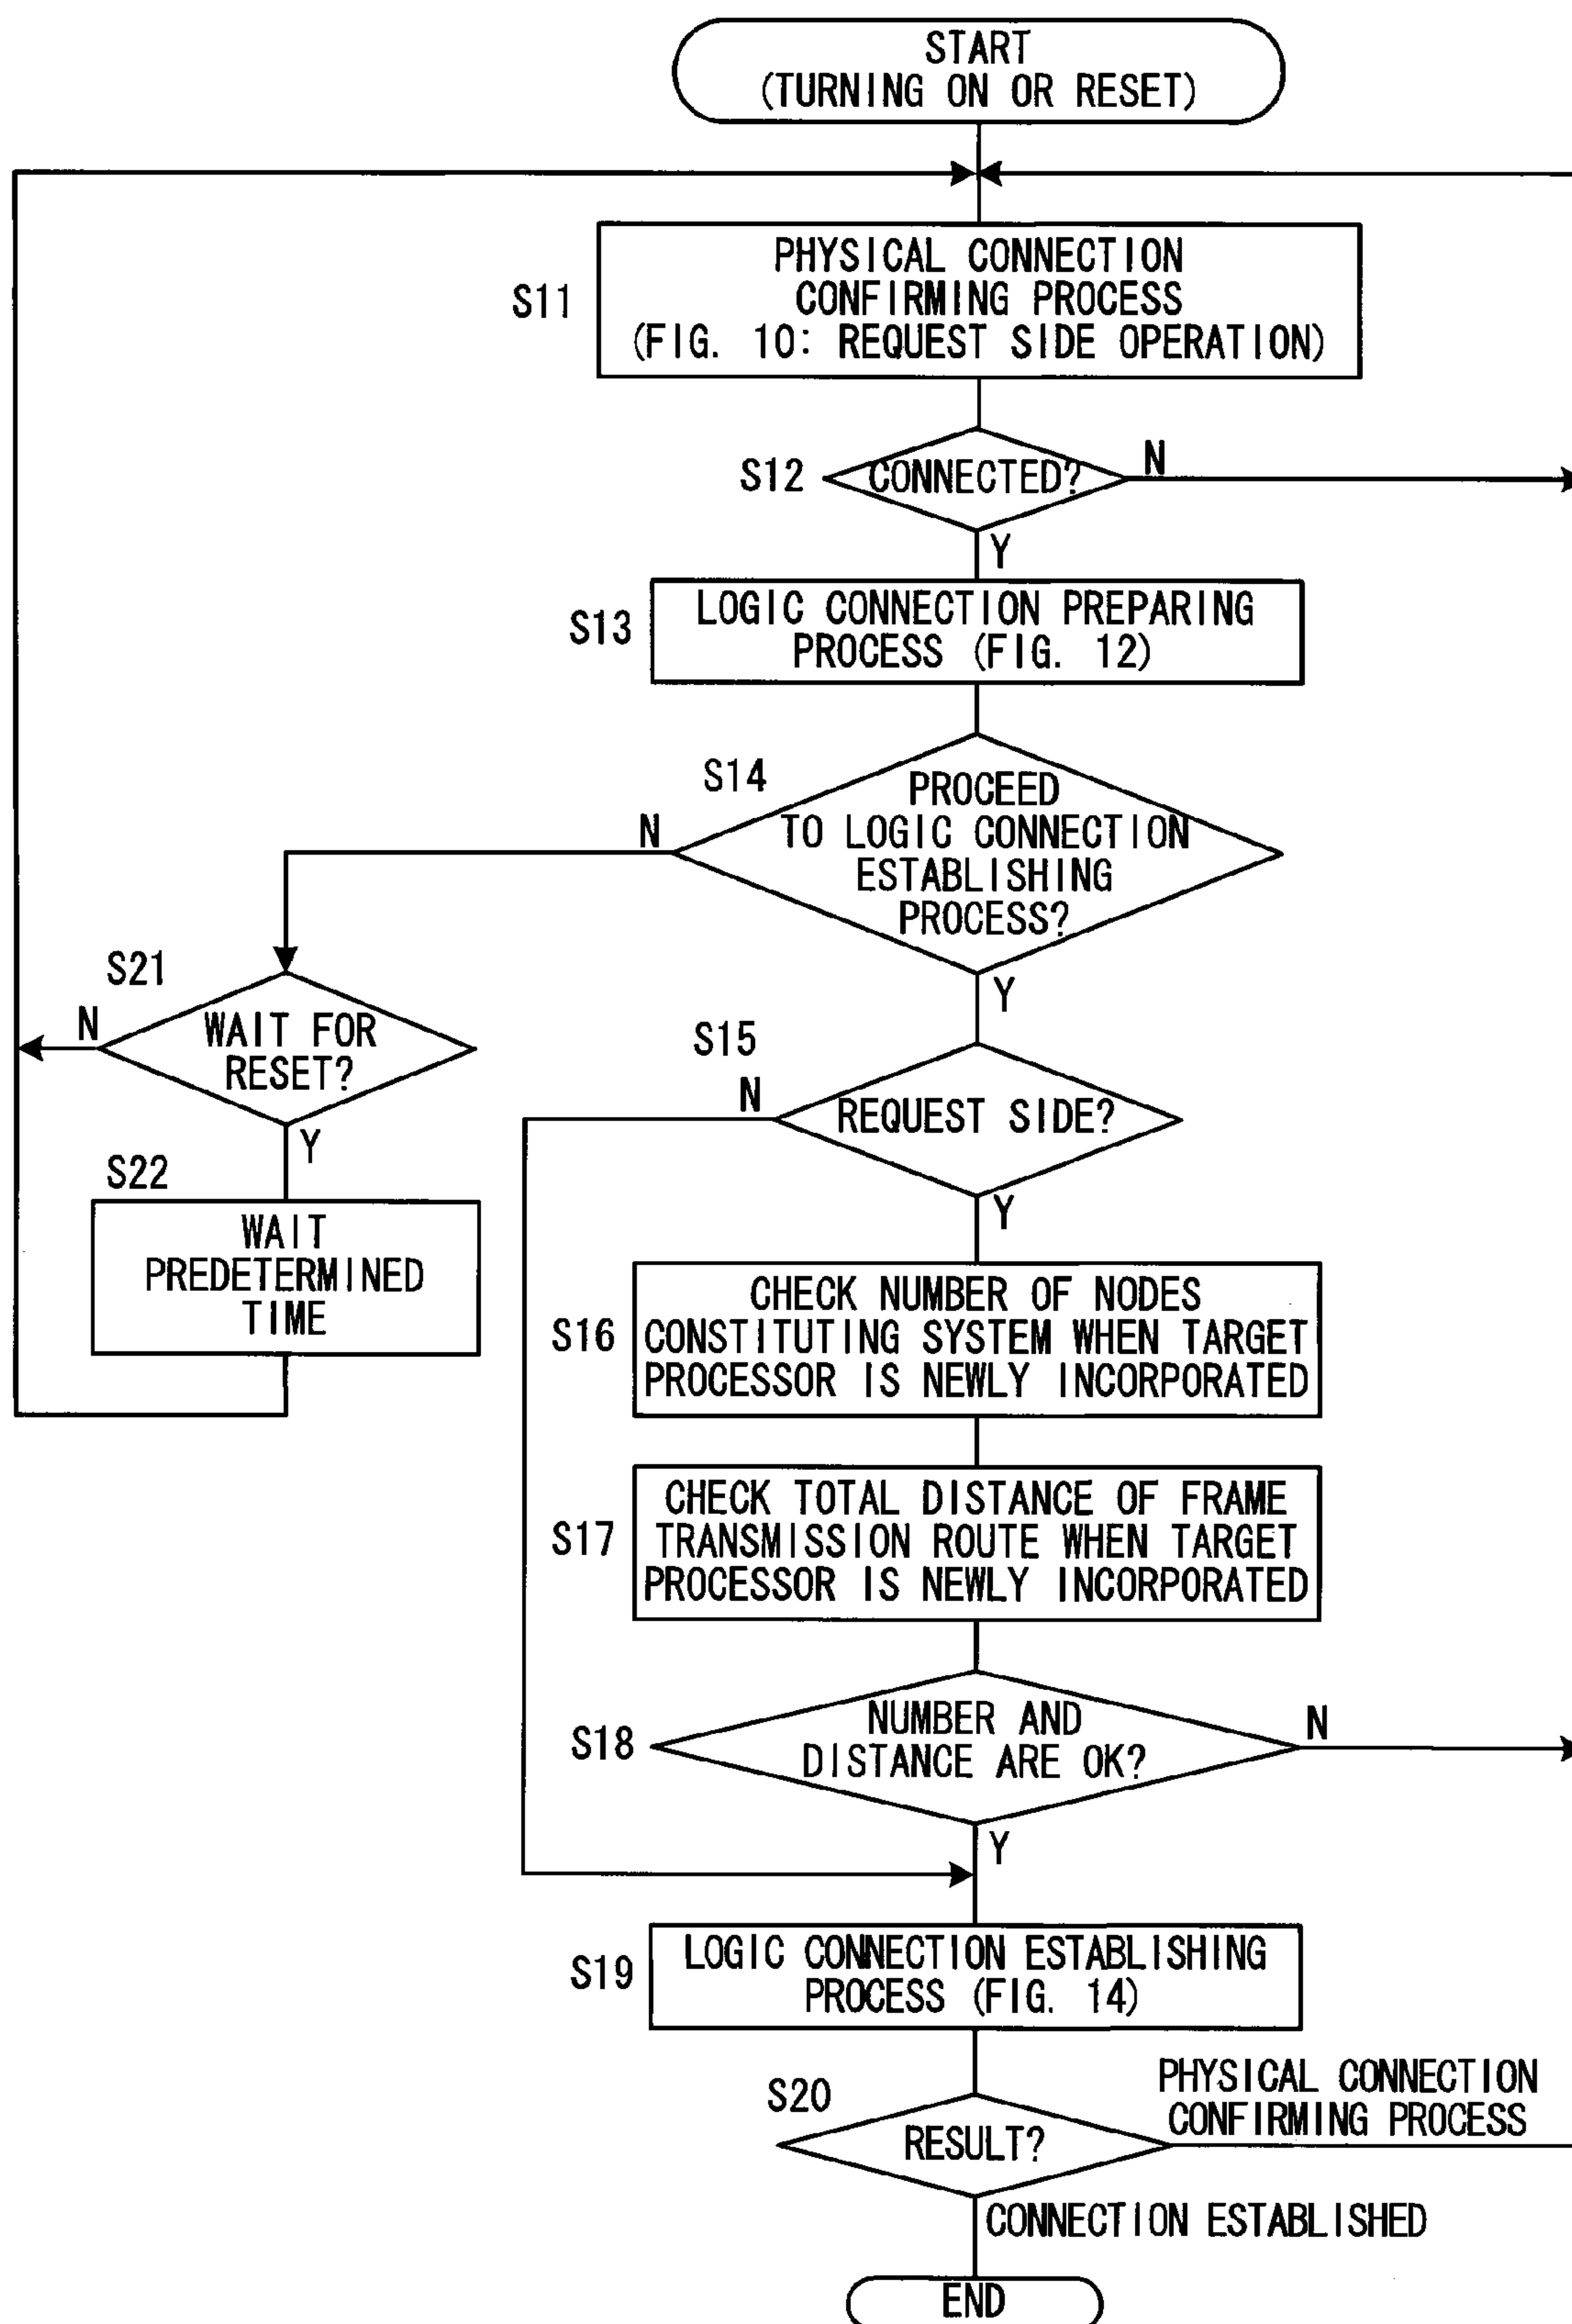 START
(TURNING ON OR RESET)
S11
PHYSICAL CONNECTION
CONFIRMING PROCESS
(FIG. 10: REQUEST SIDE OPERATION)
S12
CONNECTED?
N
Y
S13
LOGIC CONNECTION PREPARING
PROCESS (FIG. 12)
S14
PROCEED
TO LOGIC CONNECTION
ESTABLISHING
PROCESS?
N
Y
S21
WAIT FOR
RESET?
N
Y
S22
WAIT
PREDETERMINED
TIME
S15
REQUEST SIDE?
N
Y
S16
CHECK NUMBER OF NODES
CONSTITUTING SYSTEM WHEN TARGET
PROCESSOR IS NEWLY INCORPORATED
S17
CHECK TOTAL DISTANCE OF FRAME
TRANSMISSION ROUTE WHEN TARGET
PROCESSOR IS NEWLY INCORPORATED
S18
NUMBER AND
DISTANCE ARE OK?
N
Y
S19
LOGIC CONNECTION ESTABLISHING
PROCESS (FIG. 14)
S20
RESULT?
PHYSICAL CONNECTION
CONFIRMING PROCESS
CONNECTION ESTABLISHED
END